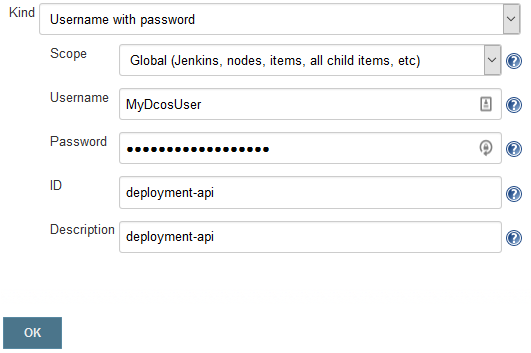 Kind Username with password
Scope Global (Jenkins, nodes, items, all child items, etc)
Username MyDcosUser
Password ••••••••••••••••••
ID deployment-api
Description deployment-api
OK